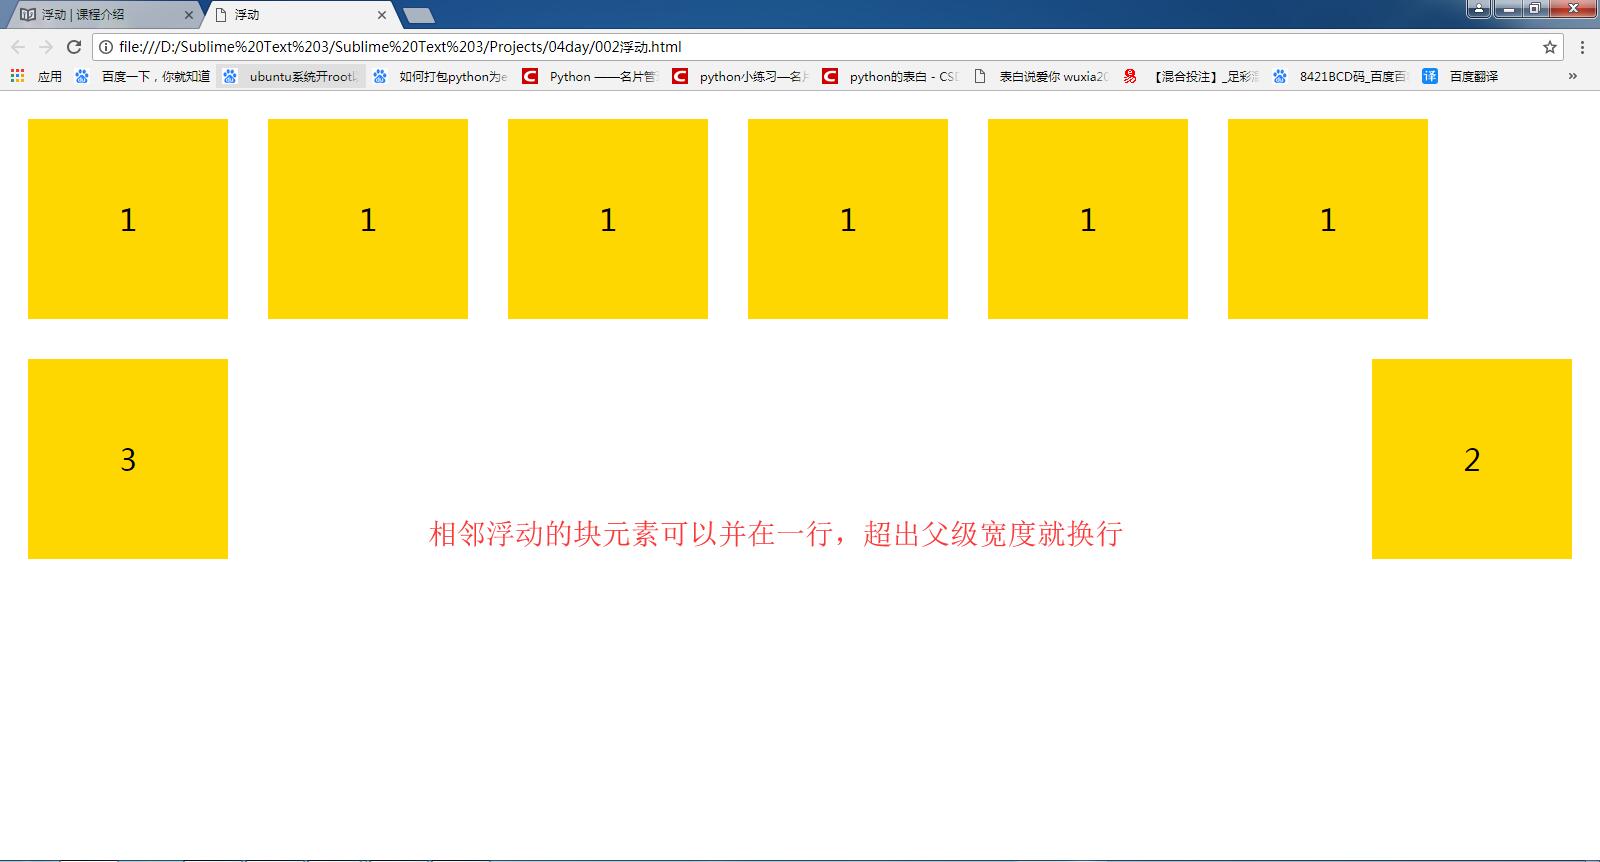 浮动 | 课程介绍
浮动
file:///D:/Sublime%20Text%203/Sublime%20Text%203/Projects/04day/002浮动.html
应用 百度一下，你就知道 ubuntu系统开root 如何打包python为e Python ——名片管 python小练习—名 python的表白 - CS 表白说爱你 wuxia20 【混合投注】_足彩 8421BCD码_百度百 译 百度翻译 »
1 1 1 1 1 1
3 2
相邻浮动的块元素可以并在一行，超出父级宽度就换行